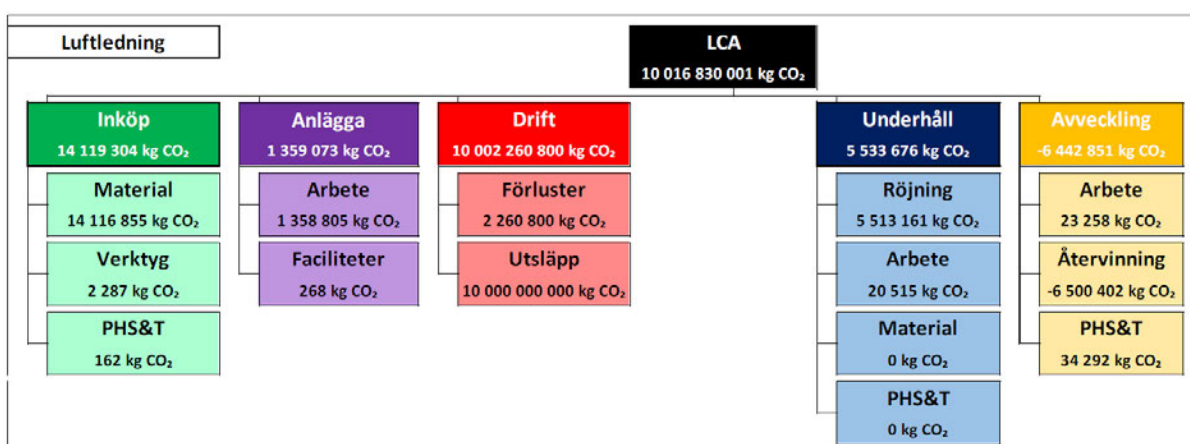 Luftledning
LCA
10 016 830 001 kg CO₂
Inköp
14 119 304 kg CO₂
Material
14 116 855 kg CO₂
Verktyg
2 287 kg CO₂
PHS&T
162 kg CO₂
Anlägga
1 359 073 kg CO₂
Arbete
1 358 805 kg CO₂
Faciliteter
268 kg CO₂
Drift
10 002 260 800 kg CO₂
Förluster
2 260 800 kg CO₂
Utsläpp
10 000 000 000 kg CO₂
Underhåll
5 533 676 kg CO₂
Röjning
5 513 161 kg CO₂
Arbete
20 515 kg CO₂
Material
0 kg CO₂
PHS&T
0 kg CO₂
Avveckling
-6 442 851 kg CO₂
Arbete
23 258 kg CO₂
Återvinning
-6 500 402 kg CO₂
PHS&T
34 292 kg CO₂